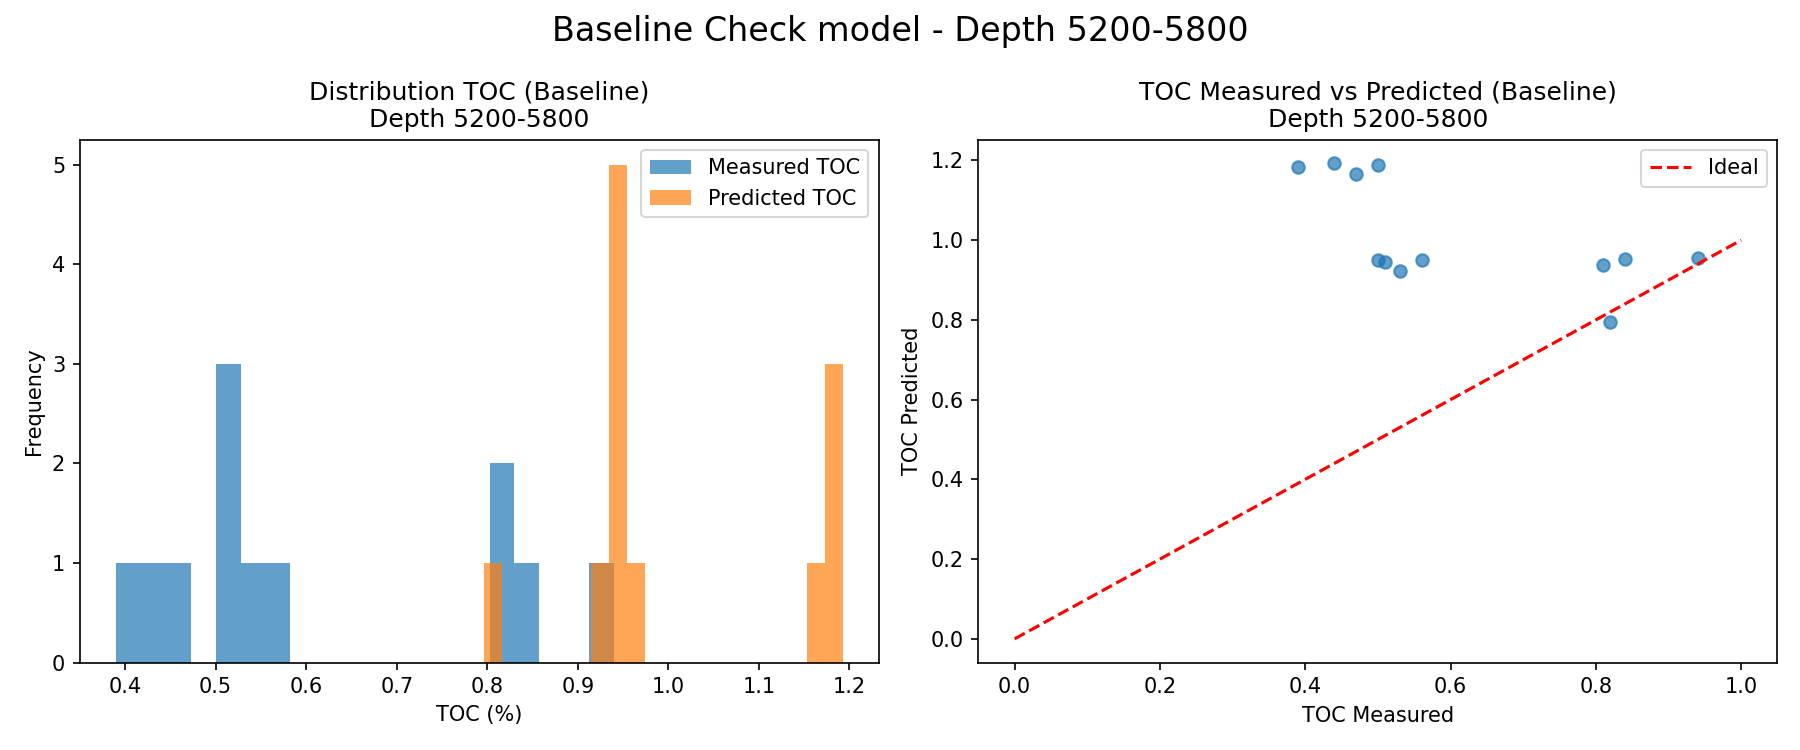 Baseline Check model - Depth 5200-5800
Distribution TOC (Baseline)
Depth 5200-5800
Measured TOC
Predicted TOC
5
4
3
2
1
0
Frequency
0.4 0.5 0.6 0.7 0.8 0.9 1.0 1.1 1.2
TOC (%)
TOC Measured vs Predicted (Baseline)
Depth 5200-5800
Ideal
1.2
1.0
0.8
0.6
0.4
0.2
0.0
TOC Predicted
0.0 0.2 0.4 0.6 0.8 1.0
TOC Measured